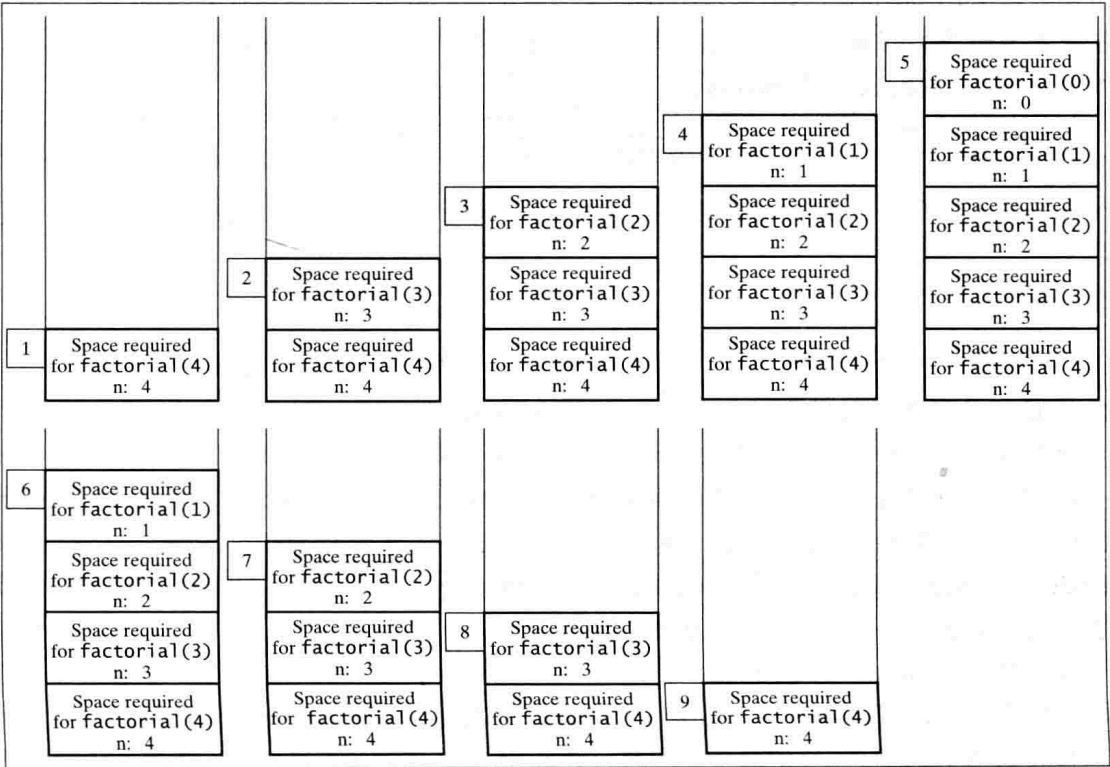 1
Space required
for factorial(4)
n: 4
2
Space required
for factorial(3)
n: 3
Space required
for factorial(4)
n: 4
3
Space required
for factorial(2)
n: 2
Space required
for factorial(3)
n: 3
Space required
for factorial(4)
n: 4
4
Space required
for factorial(1)
n: 1
Space required
for factorial(2)
n: 2
Space required
for factorial(3)
n: 3
Space required
for factorial(4)
n: 4
5
Space required
for factorial(0)
n: 0
Space required
for factorial(1)
n: 1
Space required
for factorial(2)
n: 2
Space required
for factorial(3)
n: 3
Space required
for factorial(4)
n: 4
6
Space required
for factorial(1)
n: 1
Space required
for factorial(2)
n: 2
Space required
for factorial(3)
n: 3
Space required
for factorial(4)
n: 4
7
Space required
for factorial(2)
n: 2
Space required
for factorial(3)
n: 3
Space required
for factorial(4)
n: 4
8
Space required
for factorial(3)
n: 3
Space required
for factorial(4)
n: 4
9
Space required
for factorial(4)
n: 4